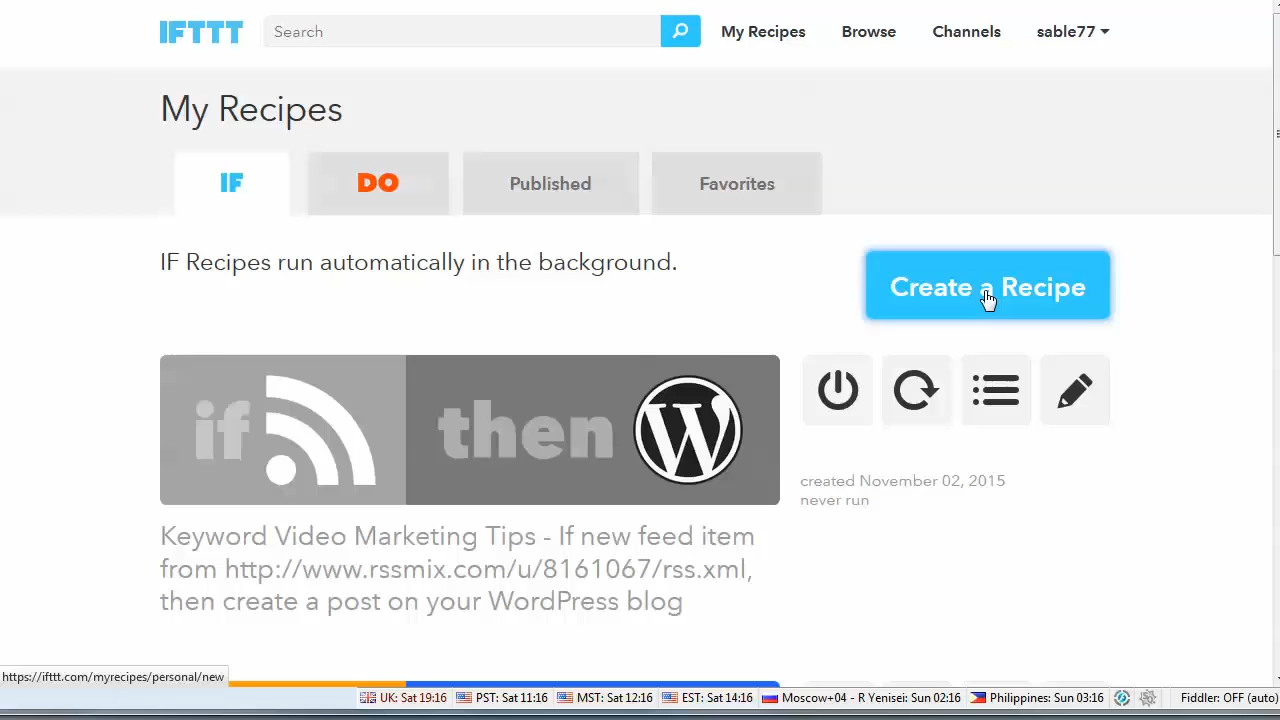 IFTTT
Search
My Recipes
Browse
Channels
sable77
My Recipes
IF
DO
Published
Favorites
IF Recipes run automatically in the background.
Create a Recipe
if
then
W
created November 02, 2015
never run
Keyword Video Marketing Tips - If new feed item
from http://www.rssmix.com/u/8161067/rss.xml,
then create a post on your WordPress blog
https://ifttt.com/myrecipes/personal/new
UK: Sat 19:16
PST: Sat 11:16
MST: Sat 12:16
EST: Sat 14:16
Moscow+04 - R Yenisei: Sun 02:16
Philippines: Sun 03:16
Fiddler: OFF (auto)